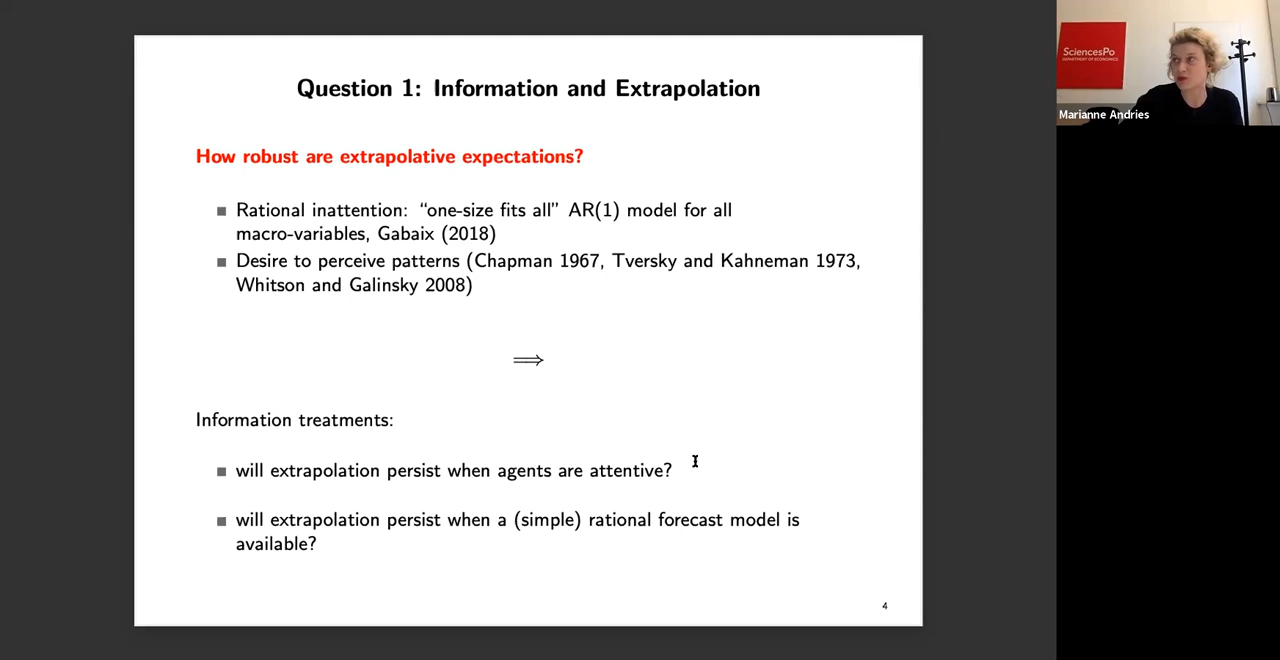 Question 1: Information and Extrapolation
How robust are extrapolative expectations?
Rational inattention: “one-size fits all” AR(1) model for all
macro-variables, Gabaix (2018)
Desire to perceive patterns (Chapman 1967, Tversky and Kahneman 1973,
Whitson and Galinsky 2008)
⟹
Information treatments:
will extrapolation persist when agents are attentive?
will extrapolation persist when a (simple) rational forecast model is
available?
4
SciencesPo
DEPARTMENT OF ECONOMICS
Marianne Andries